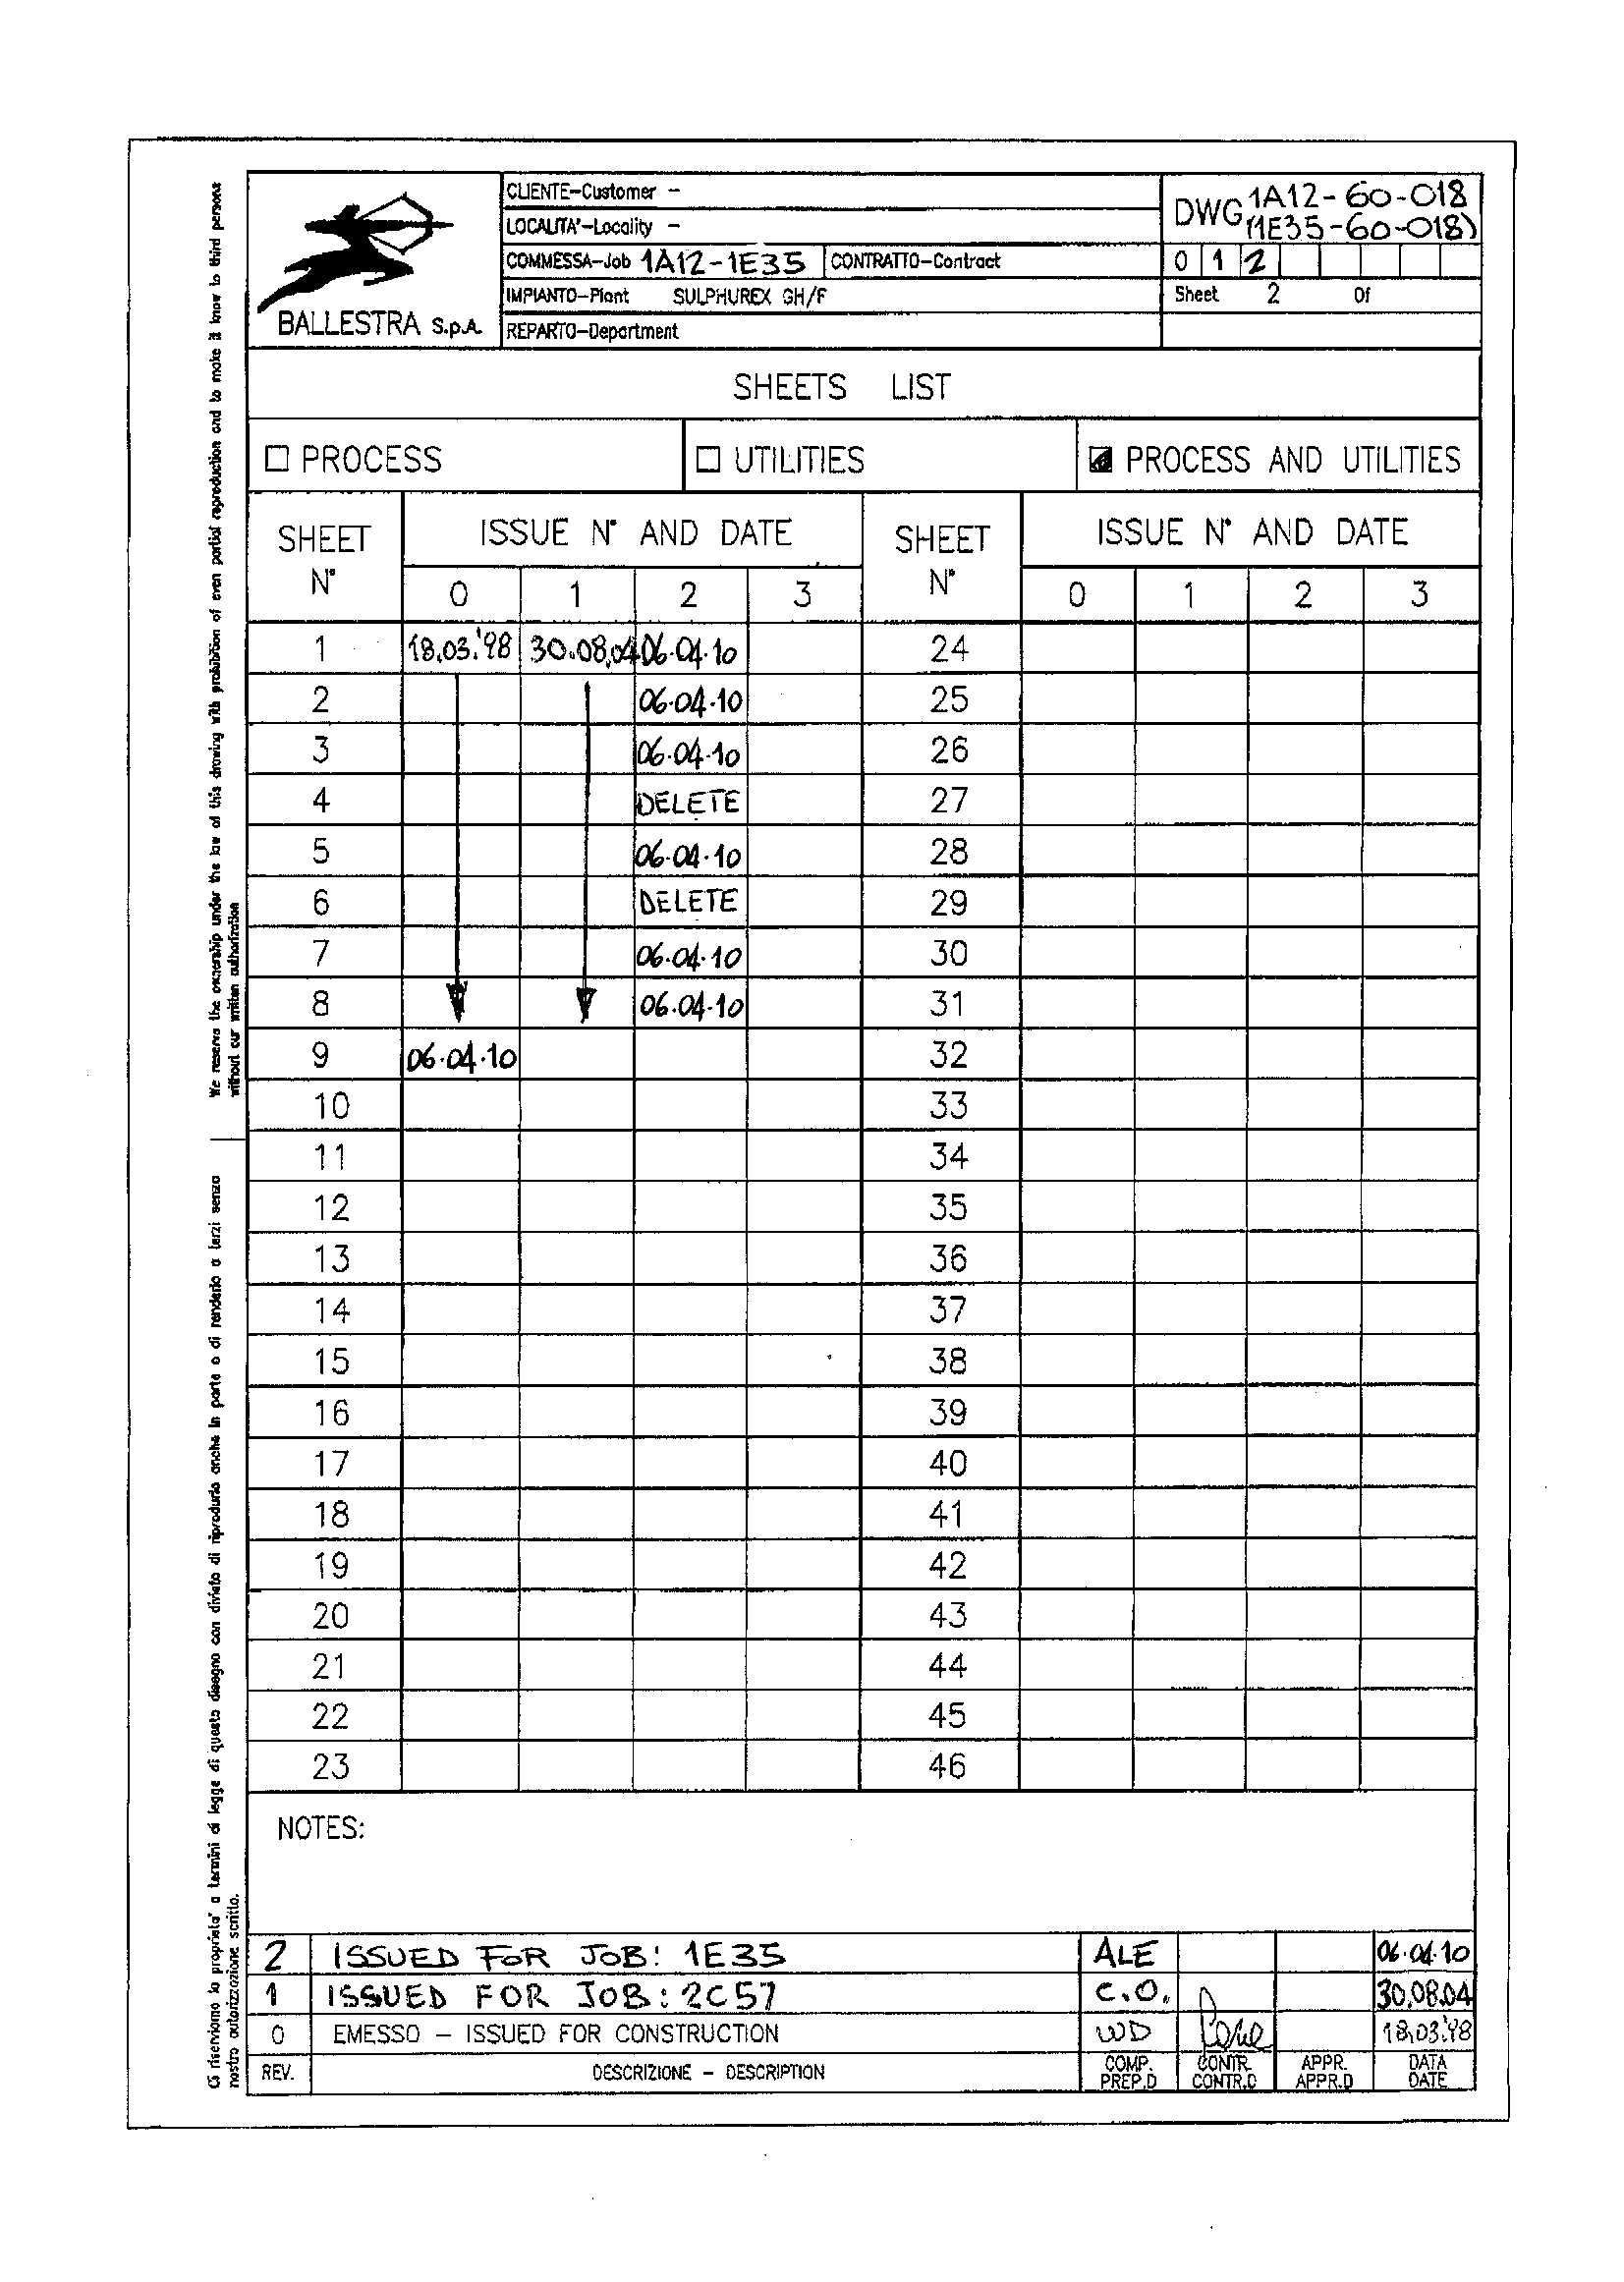 CLIENTE-Customer -
LOCALITA'-Locality -
COMMESSA-Job 1A12-1E35 CONTRATTO-Contract
IMPIANTO-Plant SULPHUREX GH/F
REPARTO-Department
BALLESTRA S.p.A.
DWG 1A12-60-018
(1E35-60-018)
0 1 2
Sheet 2 Of
SHEETS LIST
PROCESS UTILITIES PROCESS AND UTILITIES
SHEET N° ISSUE N° AND DATE SHEET N° ISSUE N° AND DATE
0 1 2 3 0 1 2 3
1 18.03.'98 30.08.04 06.04.10 24
2 06.04.10 25
3 06.04.10 26
4 DELETE 27
5 06.04.10 28
6 DELETE 29
7 06.04.10 30
8 06.04.10 31
9 06.04.10 32
10 33
11 34
12 35
13 36
14 37
15 38
16 39
17 40
18 41
19 42
20 43
21 44
22 45
23 46
NOTES:
2 ISSUED FOR JOB: 1E35 ALE 06.04.10
1 ISSUED FOR JOB: 2C57 C.O. 30.08.04
0 EMESSO - ISSUED FOR CONSTRUCTION WD 18.03.'98
REV. DESCRIZIONE - DESCRIPTION COMP. PREP.D CONTR. CONTR.D APPR. APPR.D DATA DATE
We reserve the ownership under the law of this drawing with prohibition of even partial reproduction and to make it know to third persons
without our written authorization
Ci riserviamo la proprieta' a termini di legge di questo disegno con divieto di riprodurlo anche in parte o di renderlo a terzi senza
nostra autorizzazione scritta.